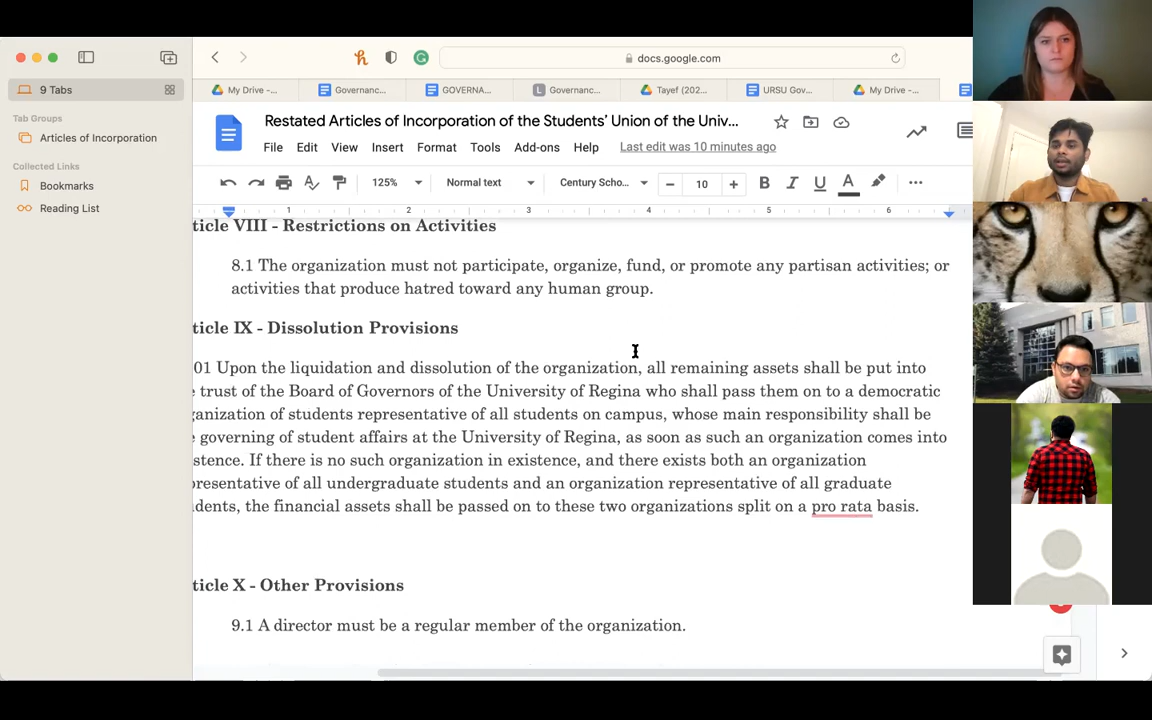 docs.google.com
9 Tabs
Tab Groups
Articles of Incorporation
Collected Links
Bookmarks
Reading List
My Drive -...
Governanc...
GOVERNA...
L Governanc...
Tayef (202...
URSU Gov...
My Drive -...
Restated Articles of Incorporation of the Students' Union of the Univ...
File Edit View Insert Format Tools Add-ons Help Last edit was 10 minutes ago
125% Normal text Century Scho... − 10 + B I U A
1 2 3 4 5 6
ticle VIII - Restrictions on Activities
8.1 The organization must not participate, organize, fund, or promote any partisan activities; or
activities that produce hatred toward any human group.
ticle IX - Dissolution Provisions
01 Upon the liquidation and dissolution of the organization, all remaining assets shall be put into
e trust of the Board of Governors of the University of Regina who shall pass them on to a democratic
ganization of students representative of all students on campus, whose main responsibility shall be
e governing of student affairs at the University of Regina, as soon as such an organization comes into
istence. If there is no such organization in existence, and there exists both an organization
presentative of all undergraduate students and an organization representative of all graduate
udents, the financial assets shall be passed on to these two organizations split on a pro rata basis.
ticle X - Other Provisions
9.1 A director must be a regular member of the organization.